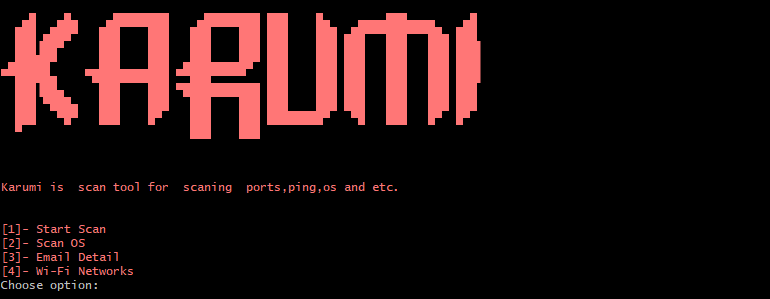 KARUMI
Karumi is  scan tool for  scaning  ports,ping,os and etc.
[1]- Start Scan
[2]- Scan OS
[3]- Email Detail
[4]- Wi-Fi Networks
Choose option: